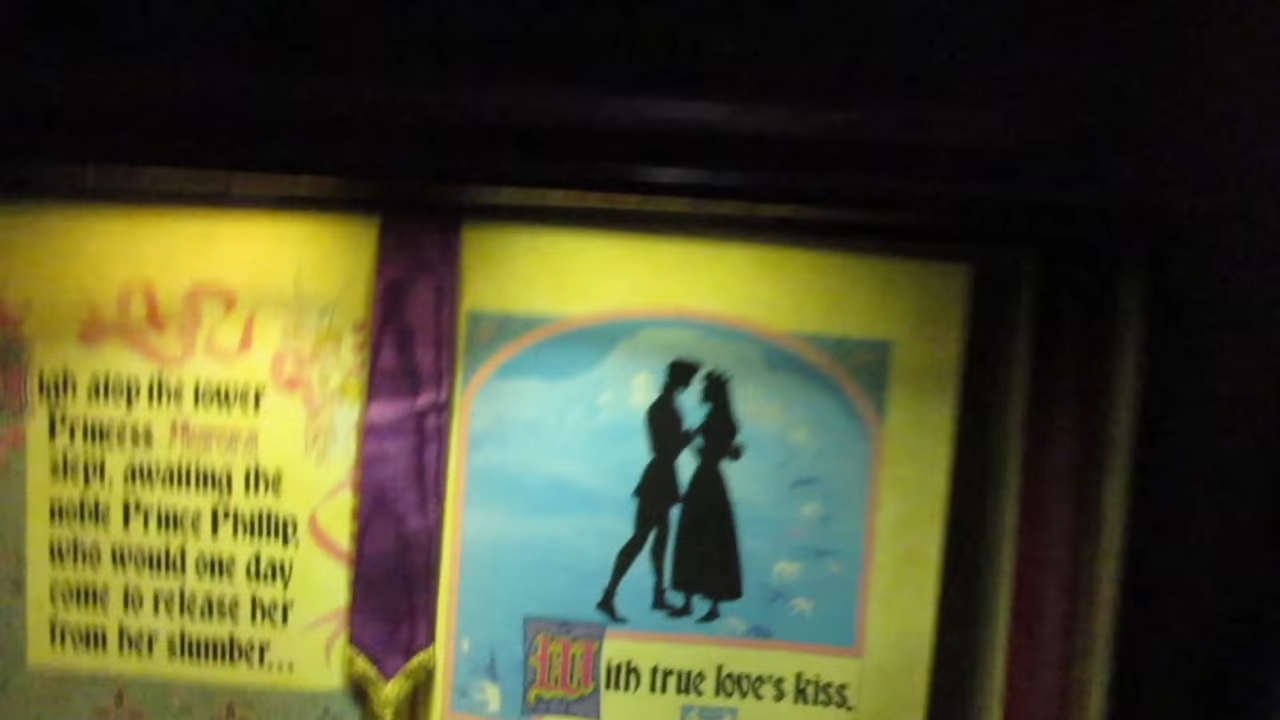 igh atop the tower
Princess Aurora
slept, awaiting the
noble Prince Phillip,
who would one day
come to release her
from her slumber...
With true love's kiss.